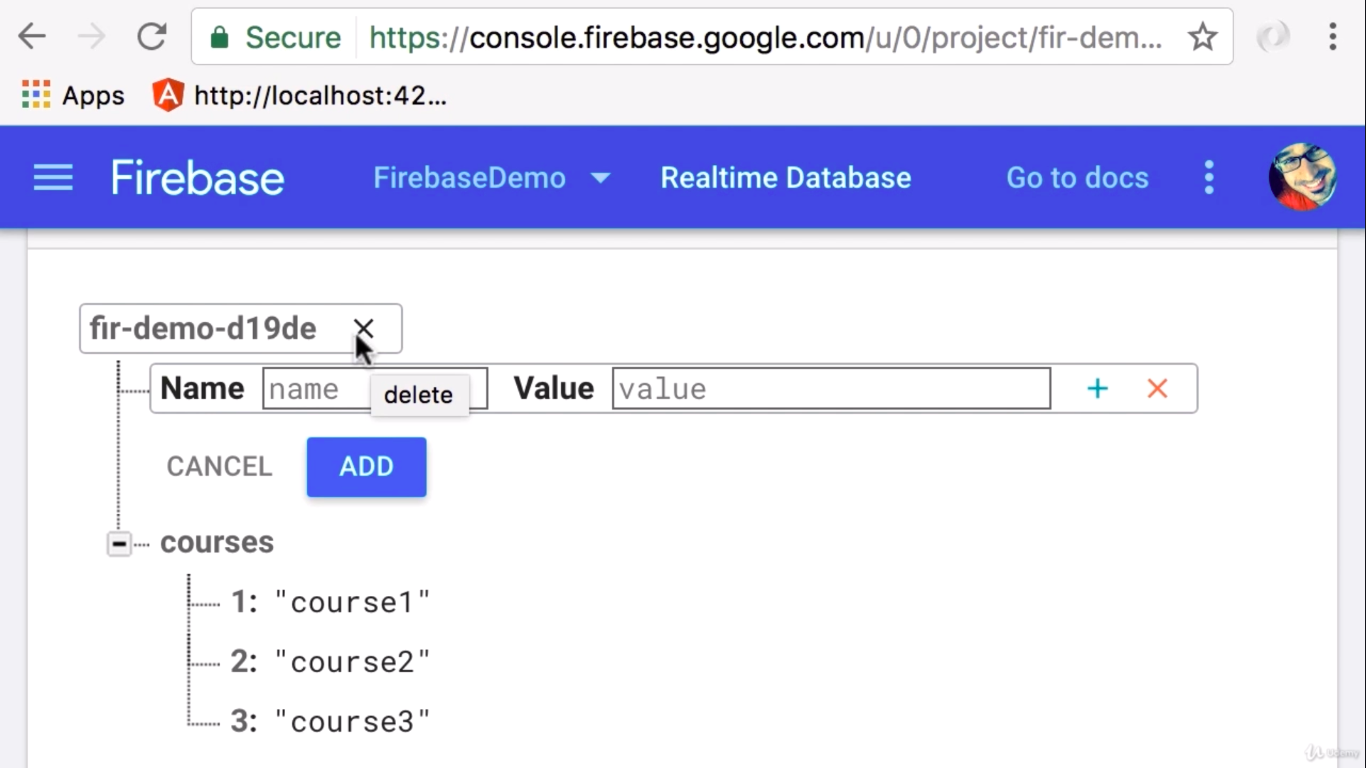 Secure https://console.firebase.google.com/u/0/project/fir-dem...
Apps http://localhost:42...
Firebase FirebaseDemo Realtime Database Go to docs
fir-demo-d19de
Name name Value value
delete
CANCEL ADD
courses
1: "course1"
2: "course2"
3: "course3"
Udemy